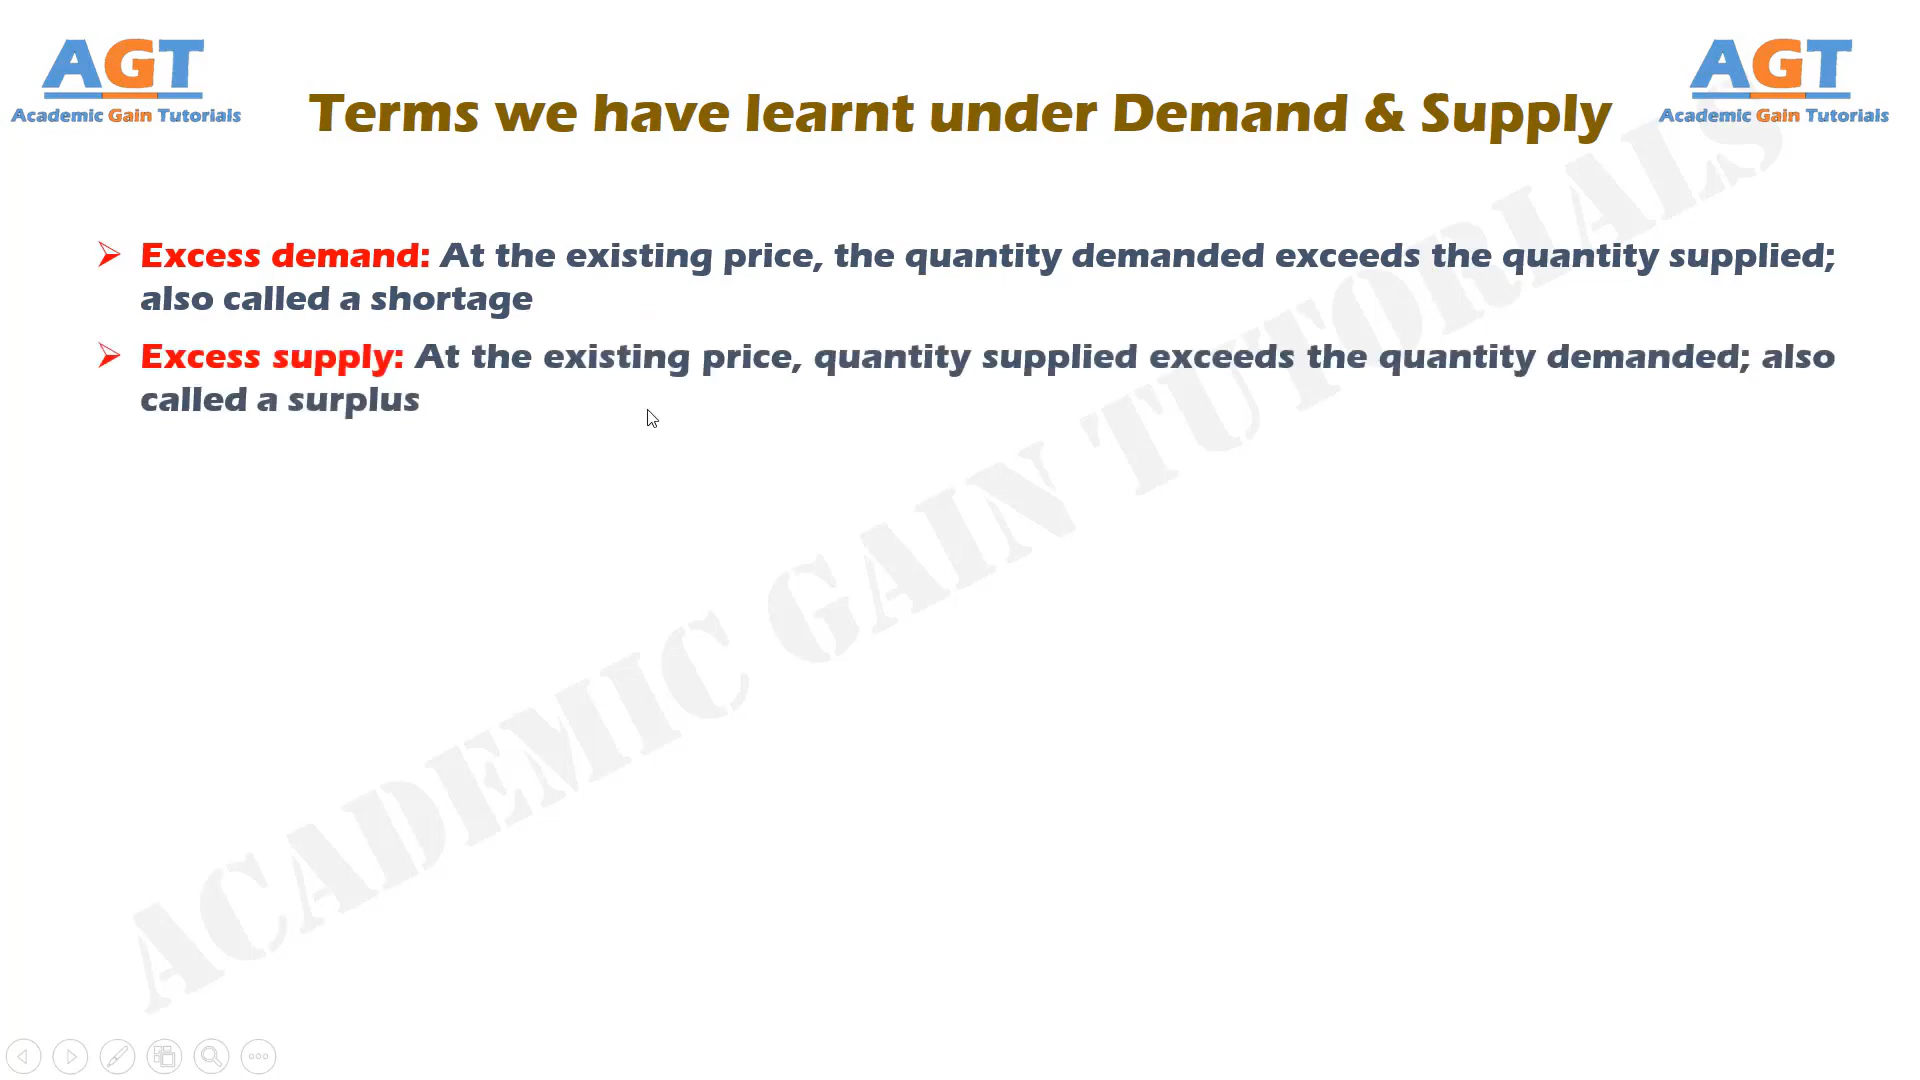 AGT
Academic Gain Tutorials
AGT
Academic Gain Tutorials
Terms we have learnt under Demand & Supply
Excess demand: At the existing price, the quantity demanded exceeds the quantity supplied;
also called a shortage
Excess supply: At the existing price, quantity supplied exceeds the quantity demanded; also
called a surplus
ACADEMIC GAIN TUTORIALS